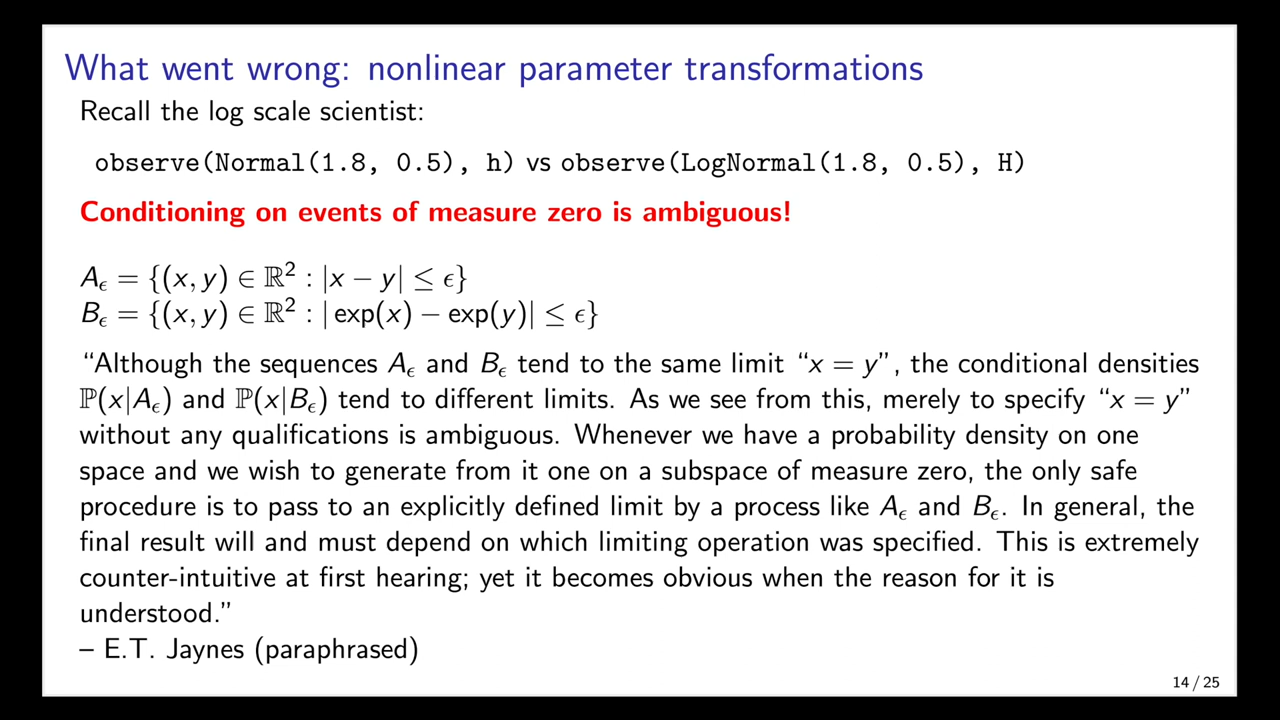 What went wrong: nonlinear parameter transformations
Recall the log scale scientist:
observe(Normal(1.8, 0.5), h) vs observe(LogNormal(1.8, 0.5), H)
Conditioning on events of measure zero is ambiguous!
Aϵ = {(x, y) ∈ ℝ² : |x − y| ≤ ϵ}
Bϵ = {(x, y) ∈ ℝ² : | exp(x) − exp(y)| ≤ ϵ}
“Although the sequences Aϵ and Bϵ tend to the same limit “x = y”, the conditional densities
ℙ(x|Aϵ) and ℙ(x|Bϵ) tend to different limits. As we see from this, merely to specify “x = y”
without any qualifications is ambiguous. Whenever we have a probability density on one
space and we wish to generate from it one on a subspace of measure zero, the only safe
procedure is to pass to an explicitly defined limit by a process like Aϵ and Bϵ. In general, the
final result will and must depend on which limiting operation was specified. This is extremely
counter-intuitive at first hearing; yet it becomes obvious when the reason for it is
understood.”
– E.T. Jaynes (paraphrased)
14 / 25